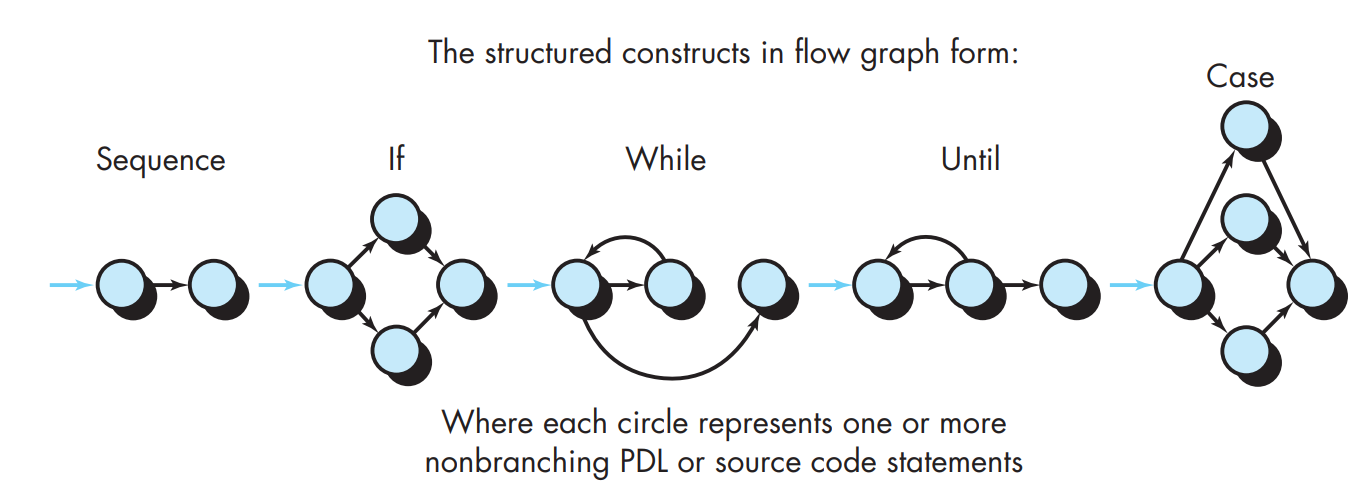 The structured constructs in flow graph form:
Case
Sequence
If
While
Until
Where each circle represents one or more
nonbranching PDL or source code statements